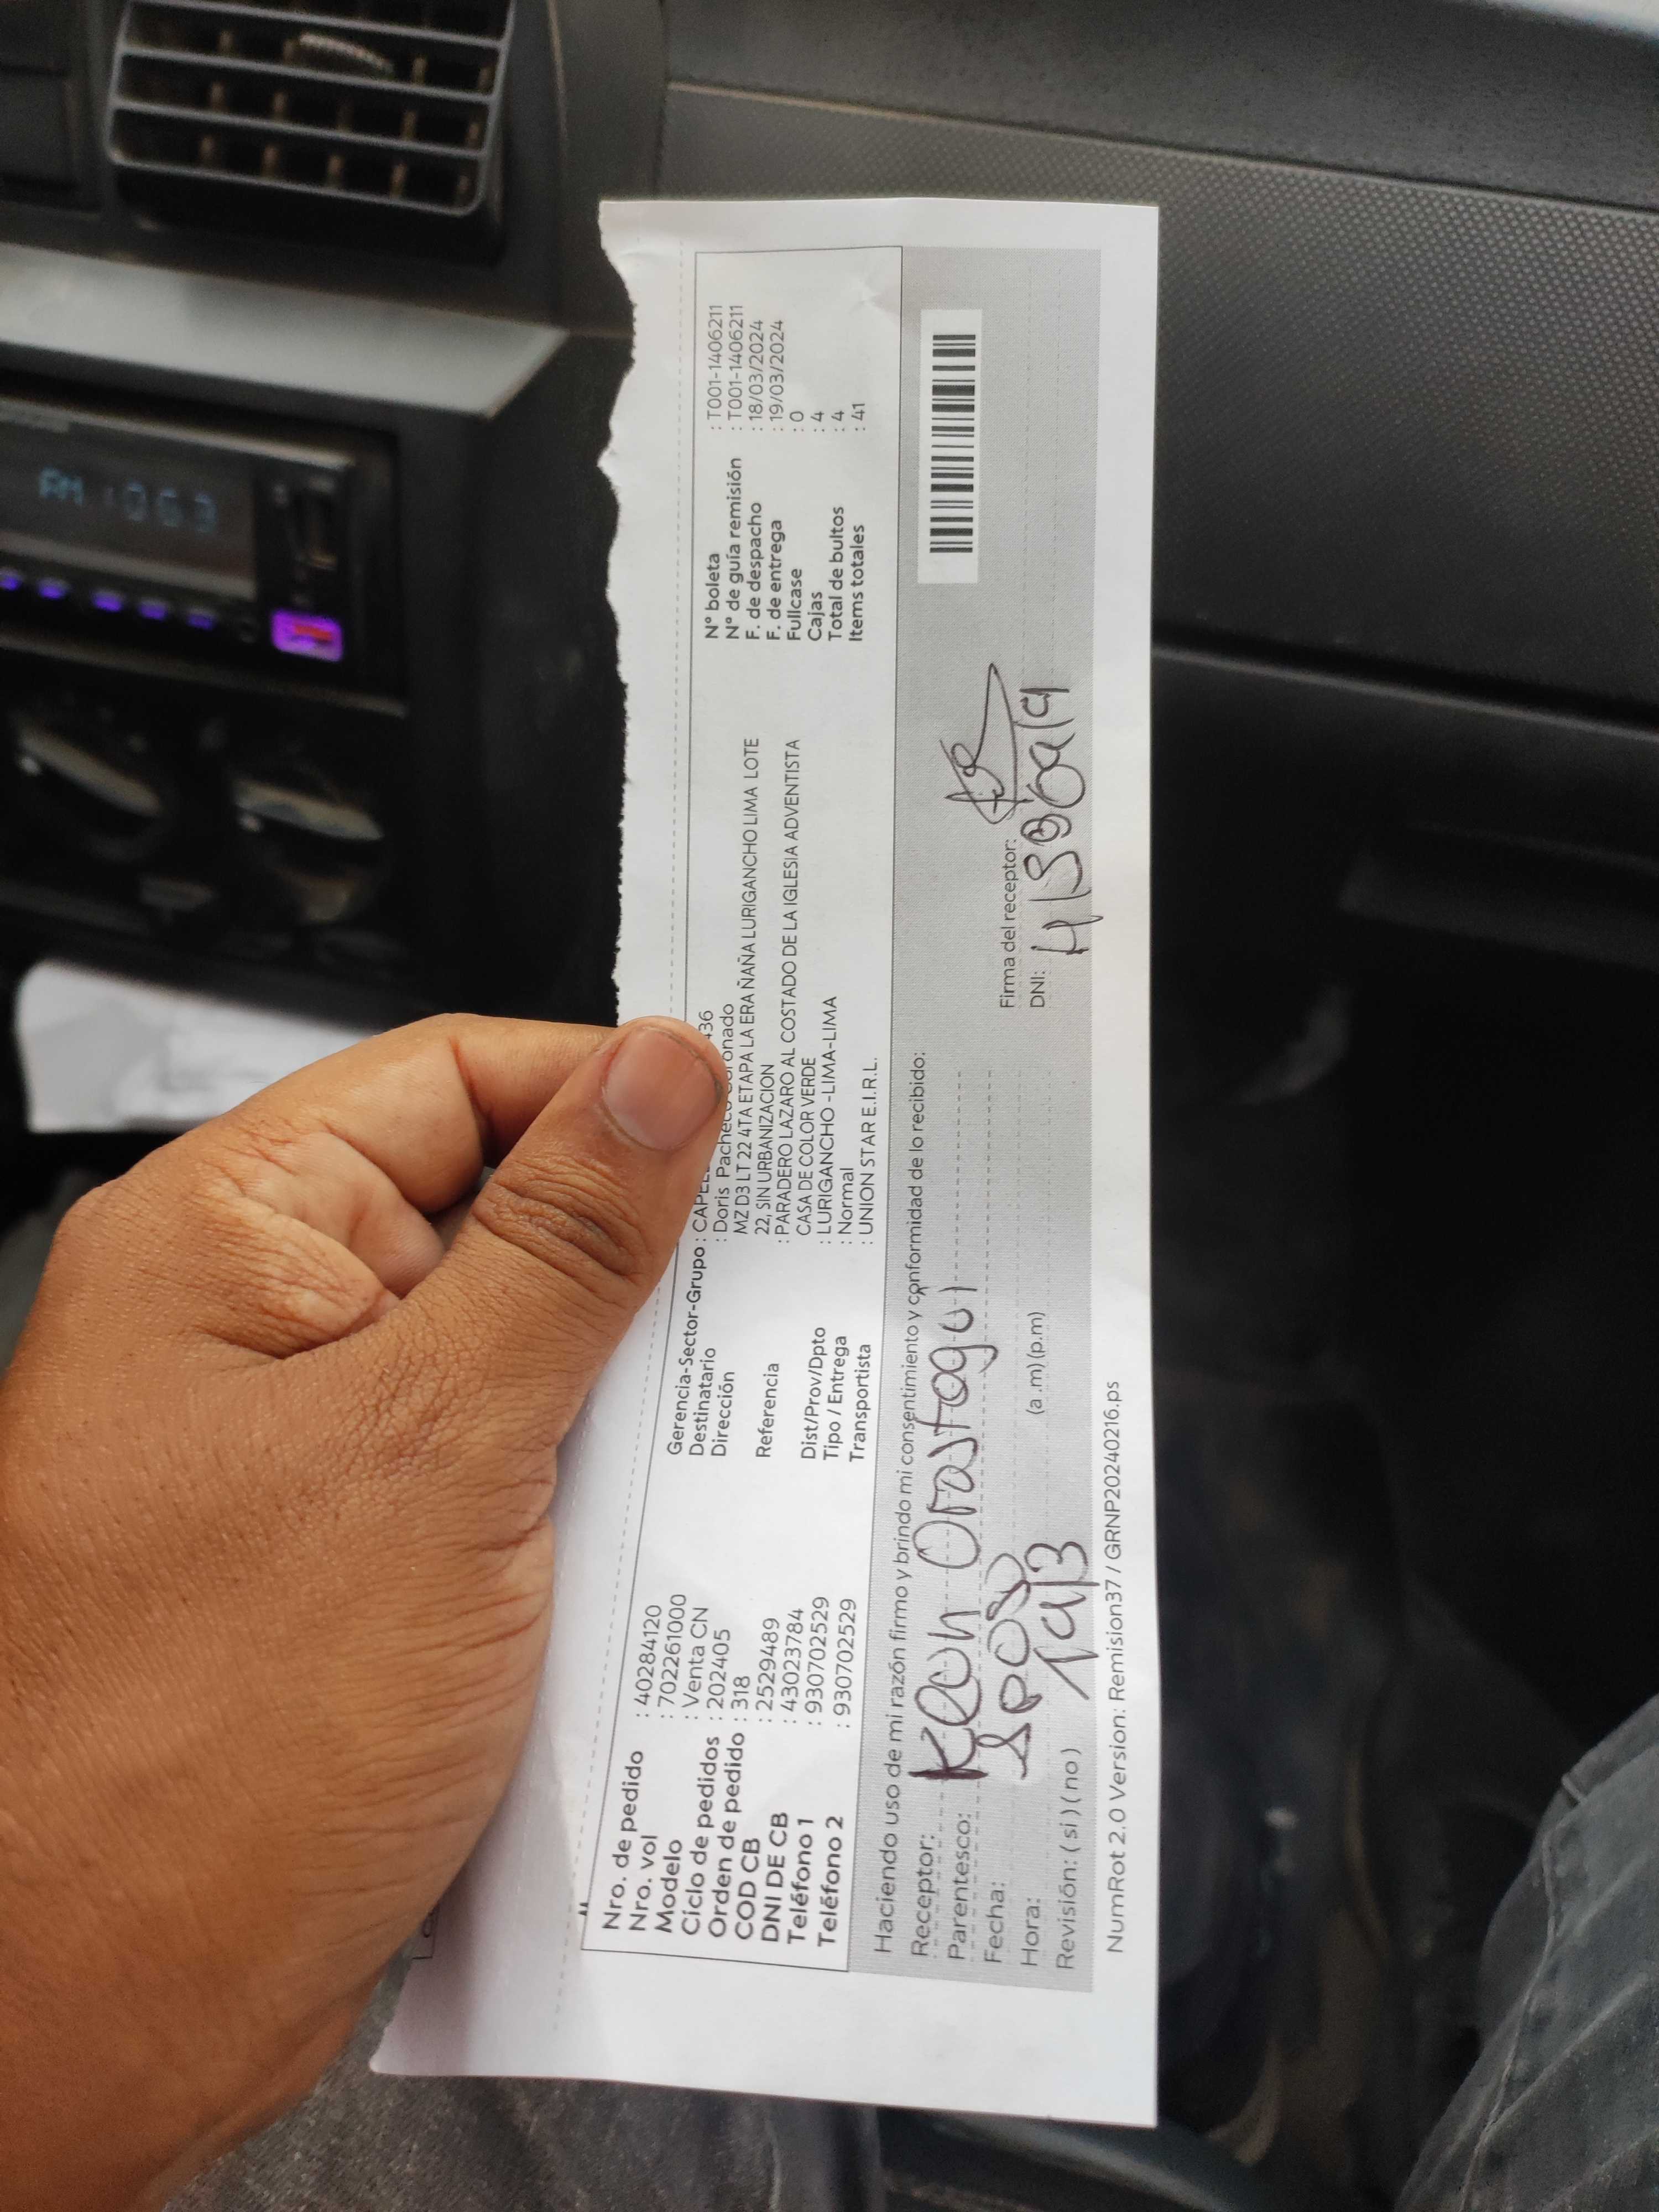 Nro. de pedido : 40284120
Nro. vol : 702261000
Modelo : Venta CN
Ciclo de pedidos : 202405
Orden de pedido : 318
COD CB : 2529489
DNI DE CB : 43023784
Teléfono 1 : 930702529
Teléfono 2 : 930702529
Gerencia-Sector-Grupo :
Destinatario : Doris
Dirección MZ D3 LT 22 4TA ETAPA LA ERA ÑAÑA LURIGANCHO LIMA LOTE
22, SIN URBANIZACION
Referencia : PARADERO LAZARO AL COSTADO DE LA IGLESIA ADVENTISTA
CASA DE COLOR VERDE
Dist/Prov/Dpto : LURIGANCHO -LIMA-LIMA
Tipo / Entrega : Normal
Transportista : UNION STAR E.I.R.L.
N° boleta : T001-1406211
N° de guía remisión : T001-1406211
F. de despacho : 18/03/2024
F. de entrega : 19/03/2024
Fullcase : 0
Cajas : 4
Total de bultos : 4
Items totales : 41
Haciendo uso de mi razón firmo y brindo mi consentimiento y conformidad de lo recibido:
Receptor:
Parentesco:
Fecha:
Hora: (a .m) (p.m)
Revisión: ( si ) ( no )
Firma del receptor:
DNI:
NumRot 2.0 Version: Remision37 / GRNP20240216.ps